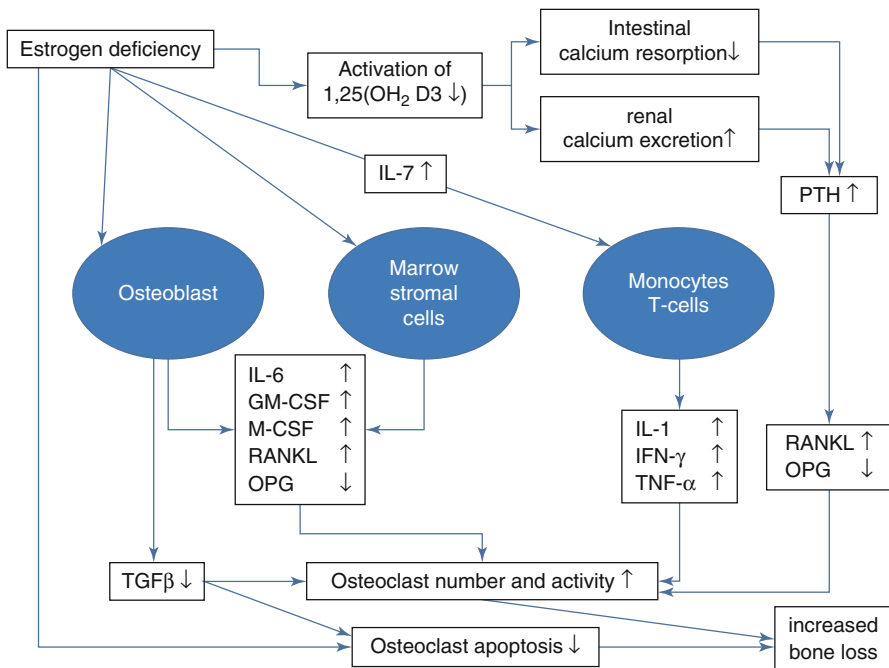 Estrogen deficiency
Activation of
1,25(OH₂ D3 ↓)
Intestinal
calcium resorption↓
renal
calcium excretion↑
IL-7 ↑
PTH ↑
Osteoblast
Marrow
stromal
cells
Monocytes
T-cells
IL-6 ↑
GM-CSF ↑
M-CSF ↑
RANKL ↑
OPG ↓
IL-1 ↑
IFN-γ ↑
TNF-α ↑
RANKL ↑
OPG ↓
TGFβ ↓
Osteoclast number and activity ↑
Osteoclast apoptosis ↓
increased
bone loss